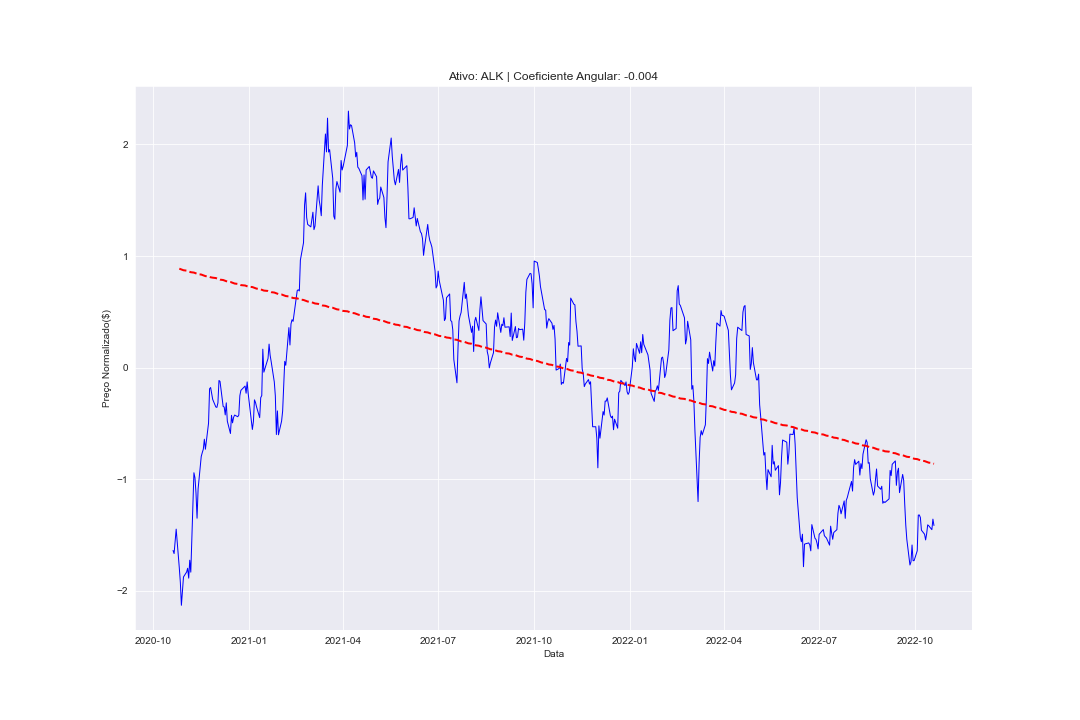 Ativo: ALK | Coeficiente Angular: -0.004
Preço Normalizado($)
2
1
0
−1
−2
2020-10 2021-01 2021-04 2021-07 2021-10 2022-01 2022-04 2022-07 2022-10
Data